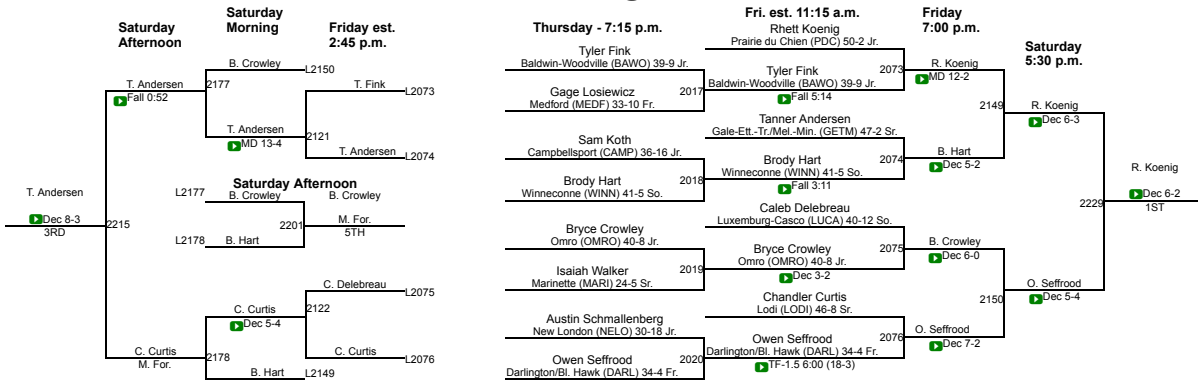 Saturday Afternoon
Saturday Morning
Friday est. 2:45 p.m.
Thursday - 7:15 p.m.
Fri. est. 11:15 a.m.
Friday 7:00 p.m.
Saturday 5:30 p.m.
T. Andersen
Dec 8-3
3RD
2215
T. Andersen
Fall 0:52
2177
B. Crowley
L2150
T. Andersen
MD 13-4
2121
T. Fink
L2073
T. Andersen
L2074
Saturday Afternoon
L2177
B. Crowley
L2178
B. Hart
2201
B. Crowley
M. For.
5TH
C. Curtis
M. For.
2178
C. Curtis
Dec 5-4
2122
C. Delebreau
L2075
C. Curtis
L2076
B. Hart
L2149
Tyler Fink
Baldwin-Woodville (BAWO) 39-9 Jr.
2017
Gage Losiewicz
Medford (MEDF) 33-10 Fr.
Sam Koth
Campbellsport (CAMP) 36-16 Jr.
2018
Brody Hart
Winneconne (WINN) 41-5 So.
Bryce Crowley
Omro (OMRO) 40-8 Jr.
2019
Isaiah Walker
Marinette (MARI) 24-5 Sr.
Austin Schmallenberg
New London (NELO) 30-18 Jr.
2020
Owen Seffrood
Darlington/Bl. Hawk (DARL) 34-4 Fr.
Rhett Koenig
Prairie du Chien (PDC) 50-2 Jr.
2073
Tyler Fink
Baldwin-Woodville (BAWO) 39-9 Jr.
Fall 5:14
Tanner Andersen
Gale-Ett.-Tr./Mel.-Min. (GETM) 47-2 Sr.
2074
Brody Hart
Winneconne (WINN) 41-5 So.
Fall 3:11
Caleb Delebreau
Luxemburg-Casco (LUCA) 40-12 So.
2075
Bryce Crowley
Omro (OMRO) 40-8 Jr.
Dec 3-2
Chandler Curtis
Lodi (LODI) 46-8 Sr.
2076
Owen Seffrood
Darlington/Bl. Hawk (DARL) 34-4 Fr.
TF-1.5 6:00 (18-3)
R. Koenig
MD 12-2
2149
B. Hart
Dec 5-2
B. Crowley
Dec 6-0
2150
O. Seffrood
Dec 7-2
R. Koenig
Dec 6-3
2229
O. Seffrood
Dec 5-4
R. Koenig
Dec 6-2
1ST